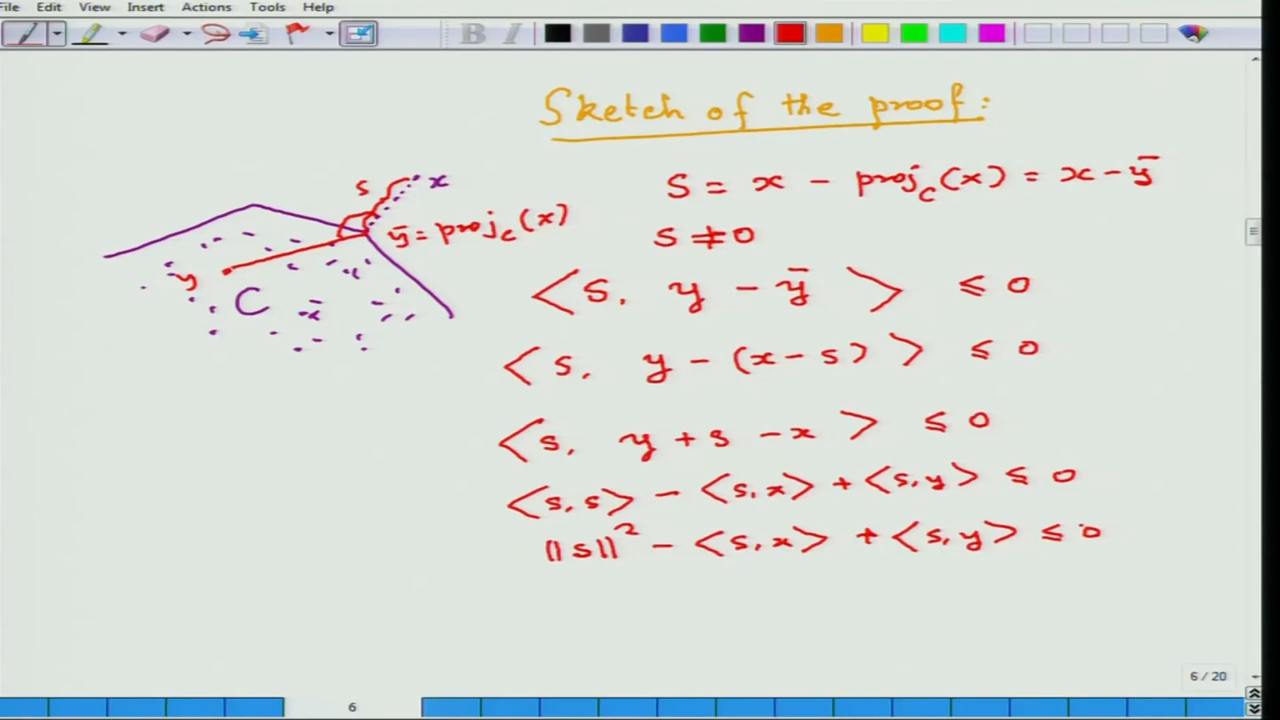 File Edit View Insert Actions Tools Help
B I
Sketch of the proof:
s
x
ȳ = proj_C(x)
y
C
S = x − proj_C(x) = x − ȳ
s ≠ 0
⟨s, y − ȳ⟩ ≤ 0
⟨s, y − (x − s)⟩ ≤ 0
⟨s, y + s − x⟩ ≤ 0
⟨s, s⟩ − ⟨s, x⟩ + ⟨s, y⟩ ≤ 0
||s||² − ⟨s, x⟩ + ⟨s, y⟩ ≤ 0
6 / 20
6